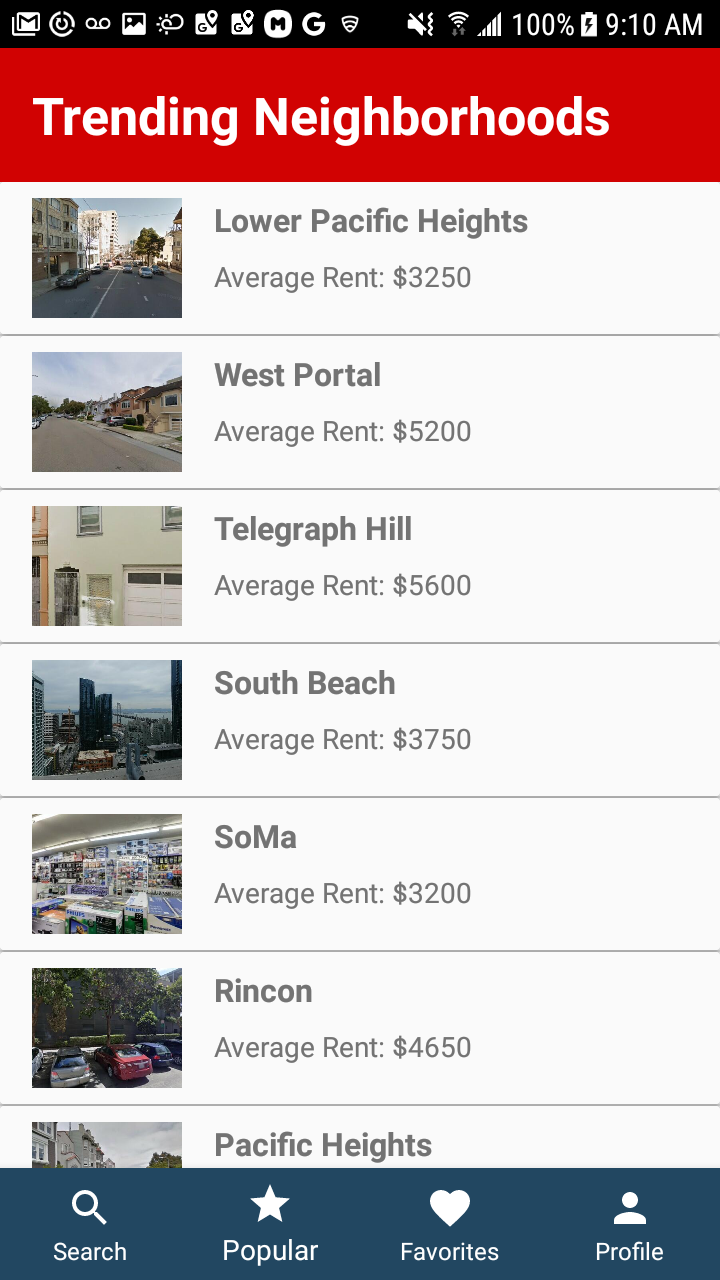 100% 9:10 AM
Trending Neighborhoods
Lower Pacific Heights
Average Rent: $3250
West Portal
Average Rent: $5200
Telegraph Hill
Average Rent: $5600
South Beach
Average Rent: $3750
SoMa
Average Rent: $3200
PHILIPS
Rincon
Average Rent: $4650
Pacific Heights
Search
Popular
Favorites
Profile